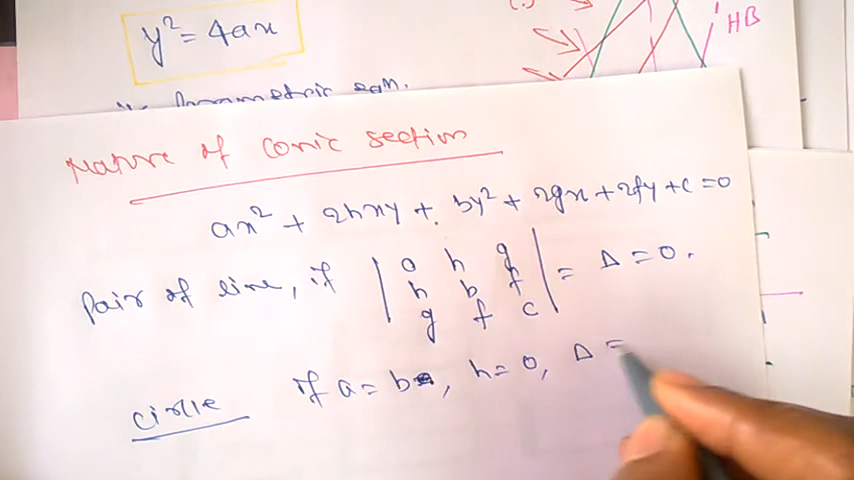 y² = 4ax
Parametric eqn.
HB
Nature of conic section
ax² + 2hxy + by² + 2gx + 2fy + c = 0
Pair of line, if | a h g | = Δ = 0.
h b f
g f c
Circle if a = b, h = 0, Δ =